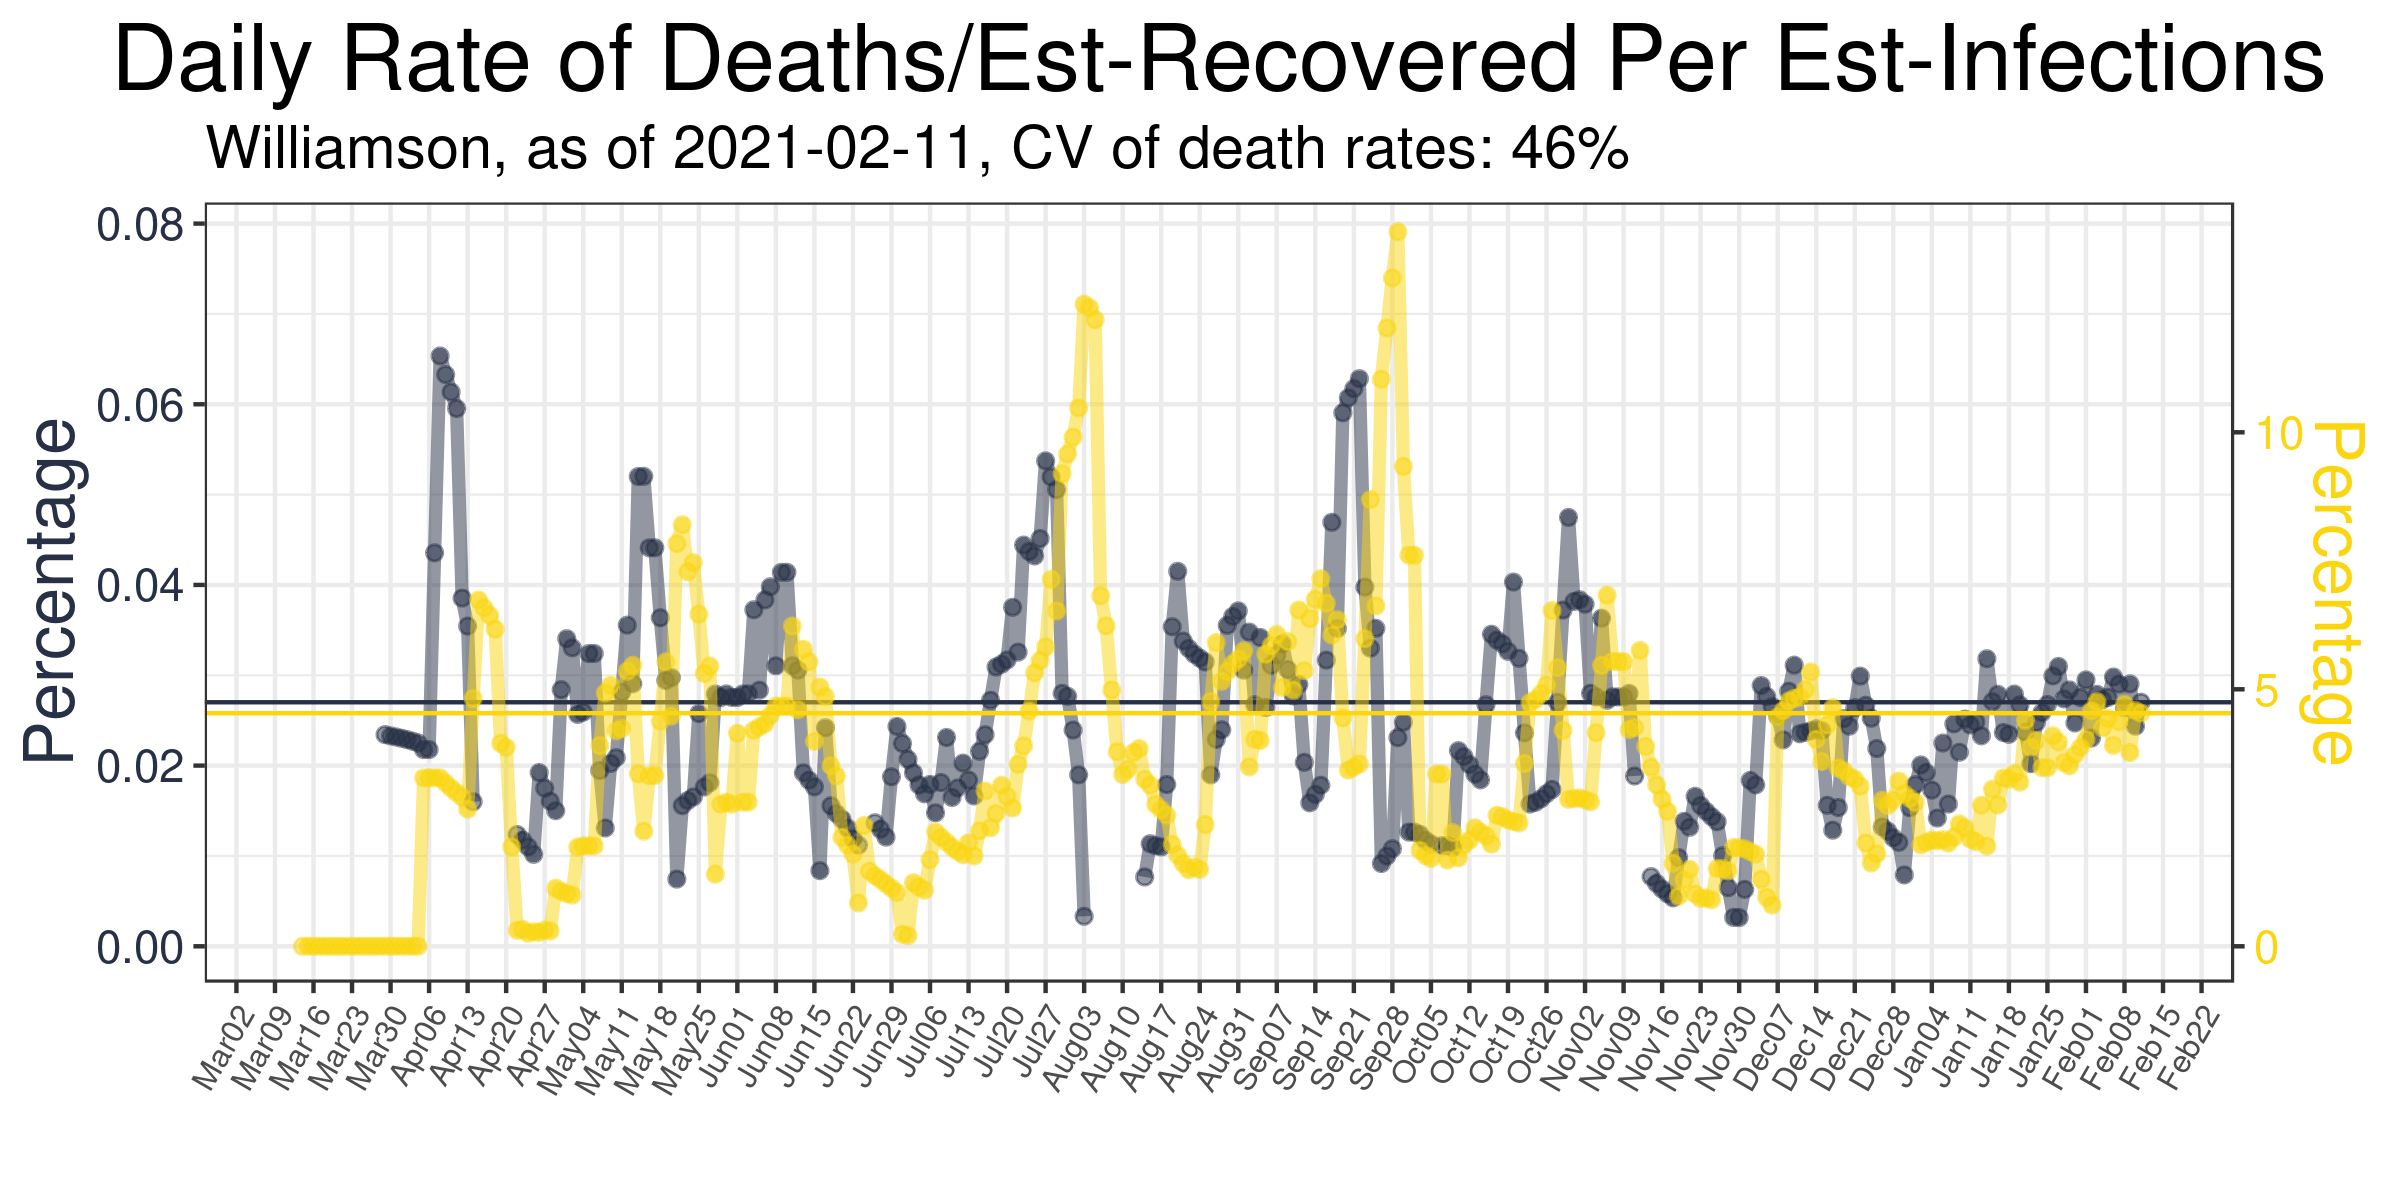 Daily Rate of Deaths/Est-Recovered Per Est-Infections
Williamson, as of 2021-02-11, CV of death rates: 46%
Percentage
0.08
0.06
0.04
0.02
0.00
10
5
0
Percentage
Mar02 Mar09 Mar16 Mar23 Mar30 Apr06 Apr13 Apr20 Apr27 May04 May11 May18 May25 Jun01 Jun08 Jun15 Jun22 Jun29 Jul06 Jul13 Jul20 Jul27 Aug03 Aug10 Aug17 Aug24 Aug31 Sep07 Sep14 Sep21 Sep28 Oct05 Oct12 Oct19 Oct26 Nov02 Nov09 Nov16 Nov23 Nov30 Dec07 Dec14 Dec21 Dec28 Jan04 Jan11 Jan18 Jan25 Feb01 Feb08 Feb15 Feb22